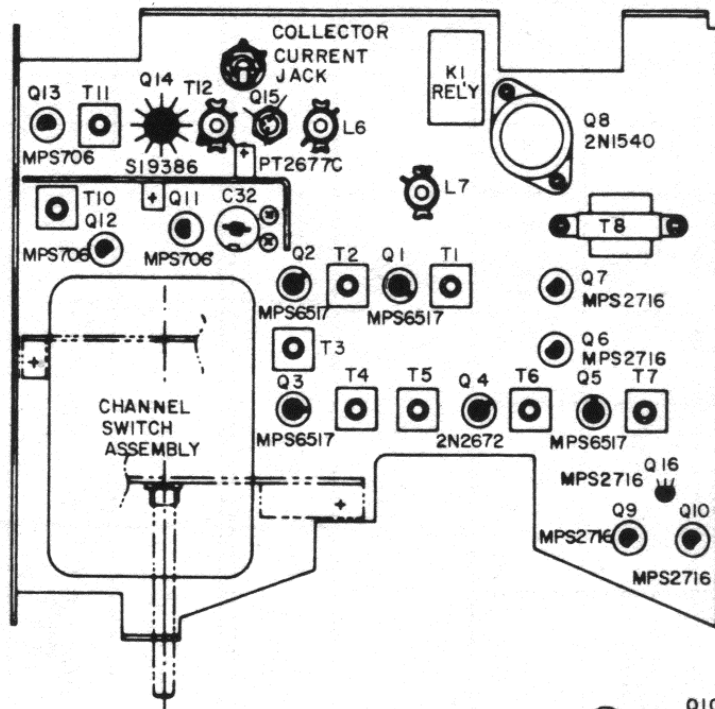 COLLECTOR
CURRENT
JACK
K1
RELY
Q13
T11
Q14
T12
Q15
L6
Q8
2N1540
MPS706
S19386
PT2677C
L7
T10
Q12
Q11
C32
MPS706
MPS706
T8
Q2
T2
Q1
T1
Q7
MPS2716
MPS6517
MPS6517
T3
Q6
MPS2716
Q3
T4
T5
Q4
T6
Q5
T7
MPS6517
2N2672
MPS6517
CHANNEL
SWITCH
ASSEMBLY
Q16
MPS2716
Q9
Q10
MPS2716
MPS2716